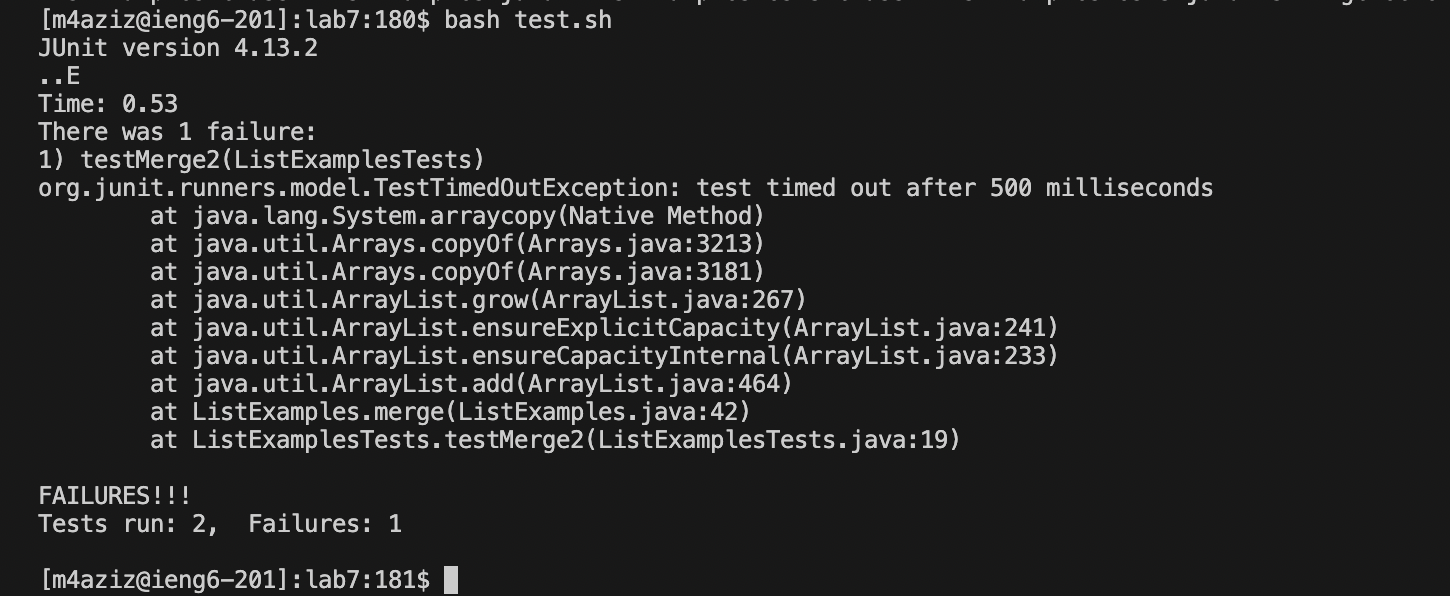 [m4aziz@ieng6-201]:lab7:180$ bash test.sh
JUnit version 4.13.2
..E
Time: 0.53
There was 1 failure:
1) testMerge2(ListExamplesTests)
org.junit.runners.model.TestTimedOutException: test timed out after 500 milliseconds
at java.lang.System.arraycopy(Native Method)
at java.util.Arrays.copyOf(Arrays.java:3213)
at java.util.Arrays.copyOf(Arrays.java:3181)
at java.util.ArrayList.grow(ArrayList.java:267)
at java.util.ArrayList.ensureExplicitCapacity(ArrayList.java:241)
at java.util.ArrayList.ensureCapacityInternal(ArrayList.java:233)
at java.util.ArrayList.add(ArrayList.java:464)
at ListExamples.merge(ListExamples.java:42)
at ListExamplesTests.testMerge2(ListExamplesTests.java:19)
FAILURES!!!
Tests run: 2,  Failures: 1
[m4aziz@ieng6-201]:lab7:181$